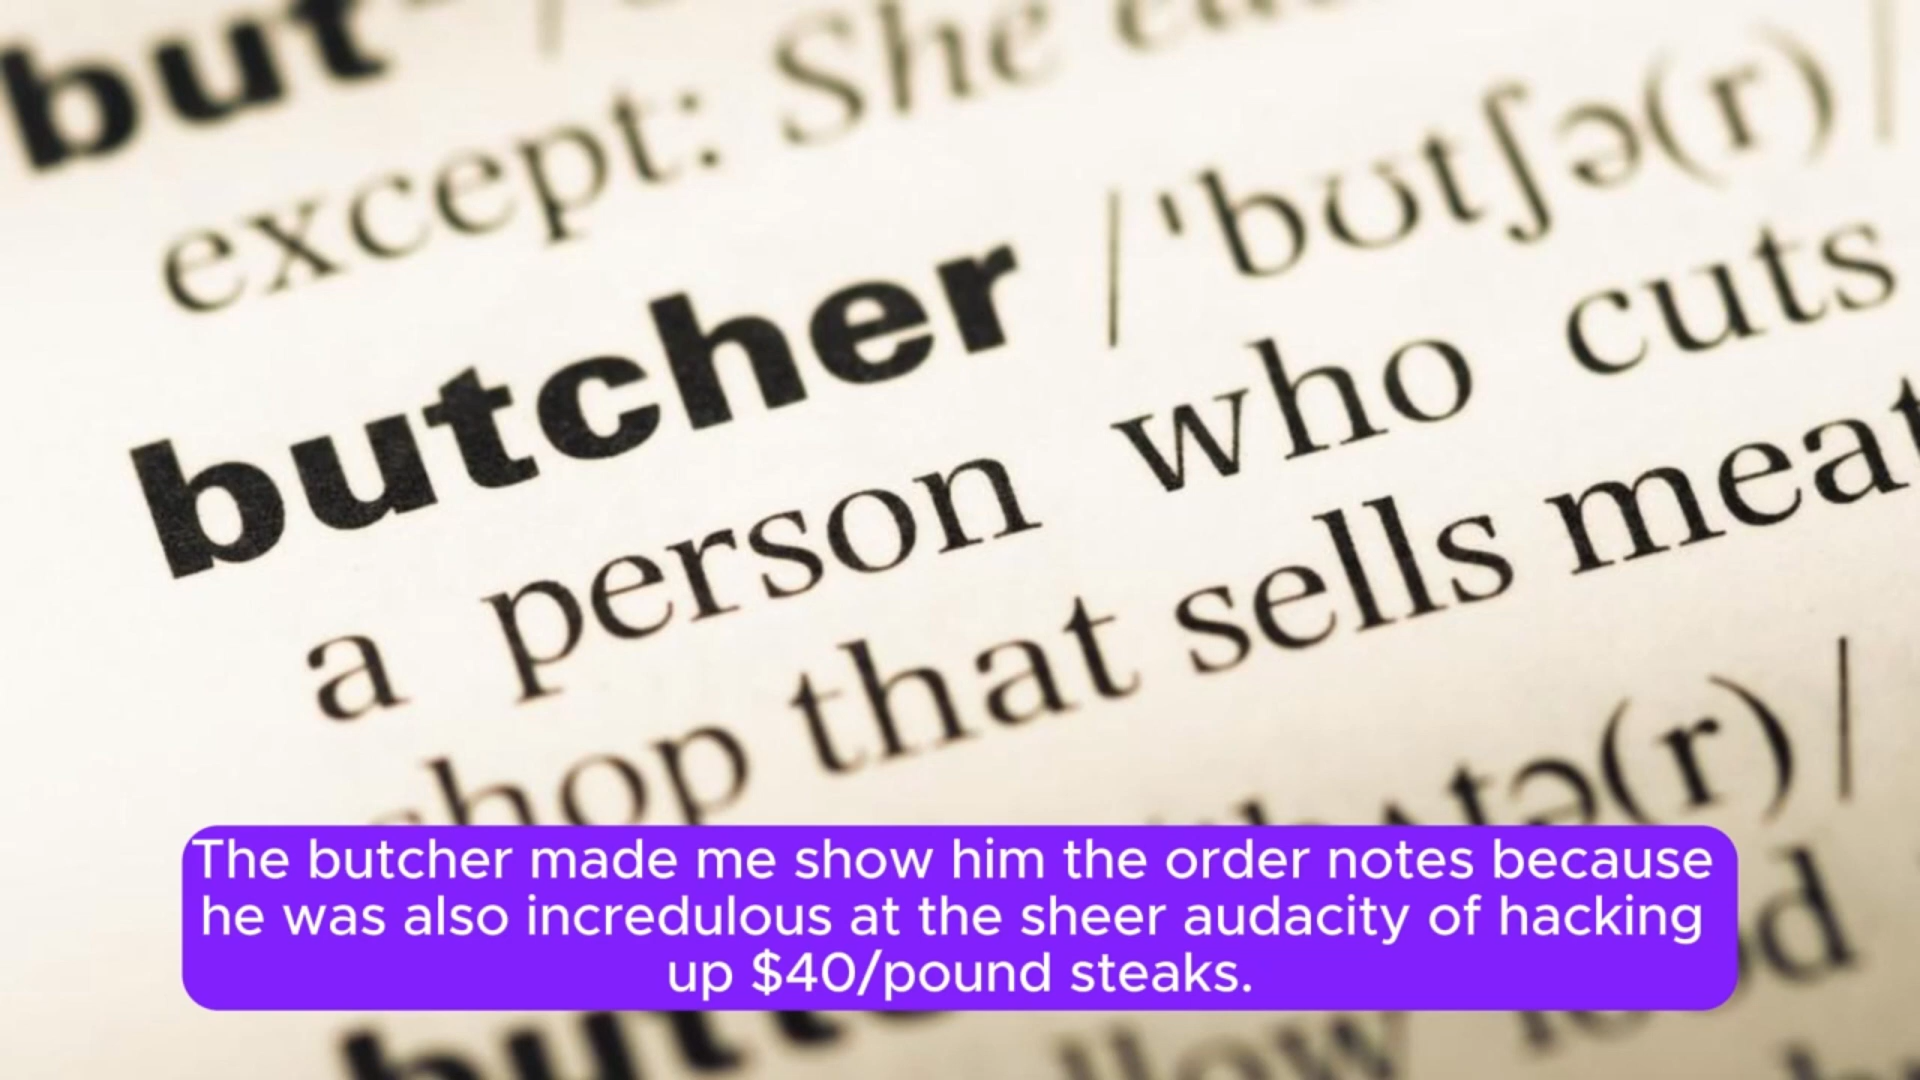 but
except: She
butcher /ˈbʊtʃə(r)/
a person who cuts
shop that sells meat
The butcher made me show him the order notes because
he was also incredulous at the sheer audacity of hacking
up $40/pound steaks.